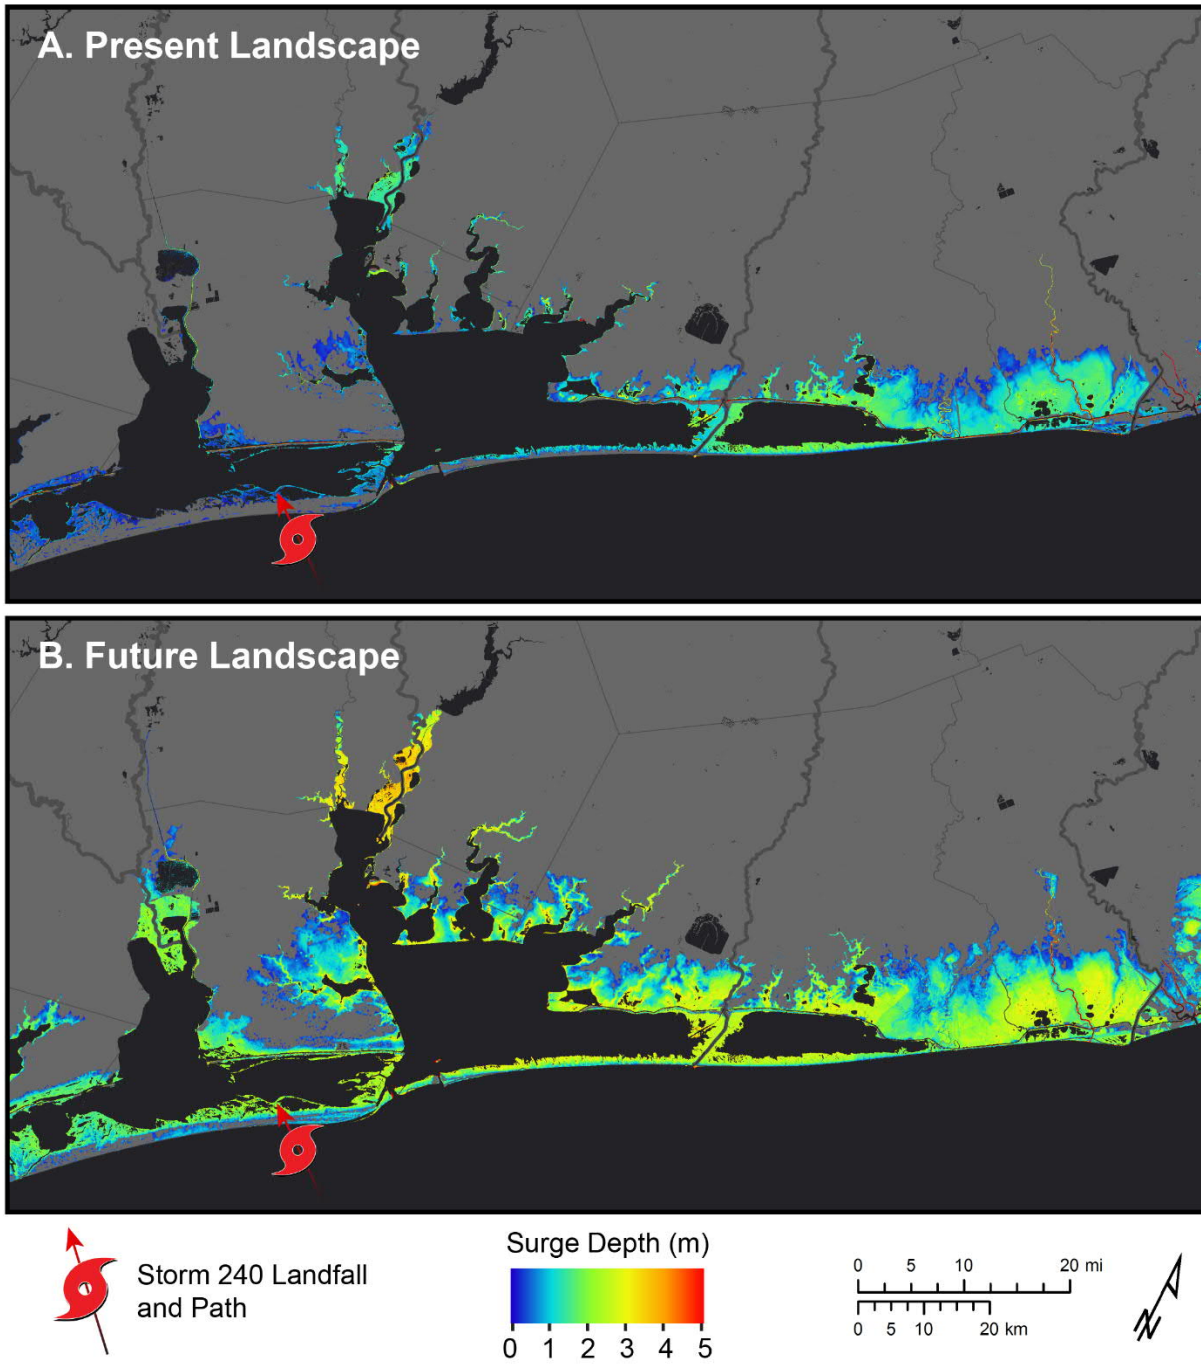 A. Present Landscape
B. Future Landscape
Storm 240 Landfall
and Path
Surge Depth (m)
0 1 2 3 4 5
0 5 10 20 mi
0 5 10 20 km
N